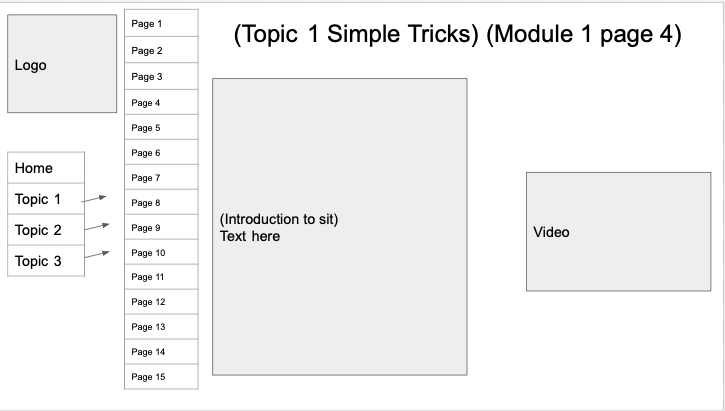 (Topic 1 Simple Tricks) (Module 1 page 4)
Logo
Home
Topic 1
Topic 2
Topic 3
Page 1
Page 2
Page 3
Page 4
Page 5
Page 6
Page 7
Page 8
Page 9
Page 10
Page 11
Page 12
Page 13
Page 14
Page 15
(Introduction to sit)
Text here
Video